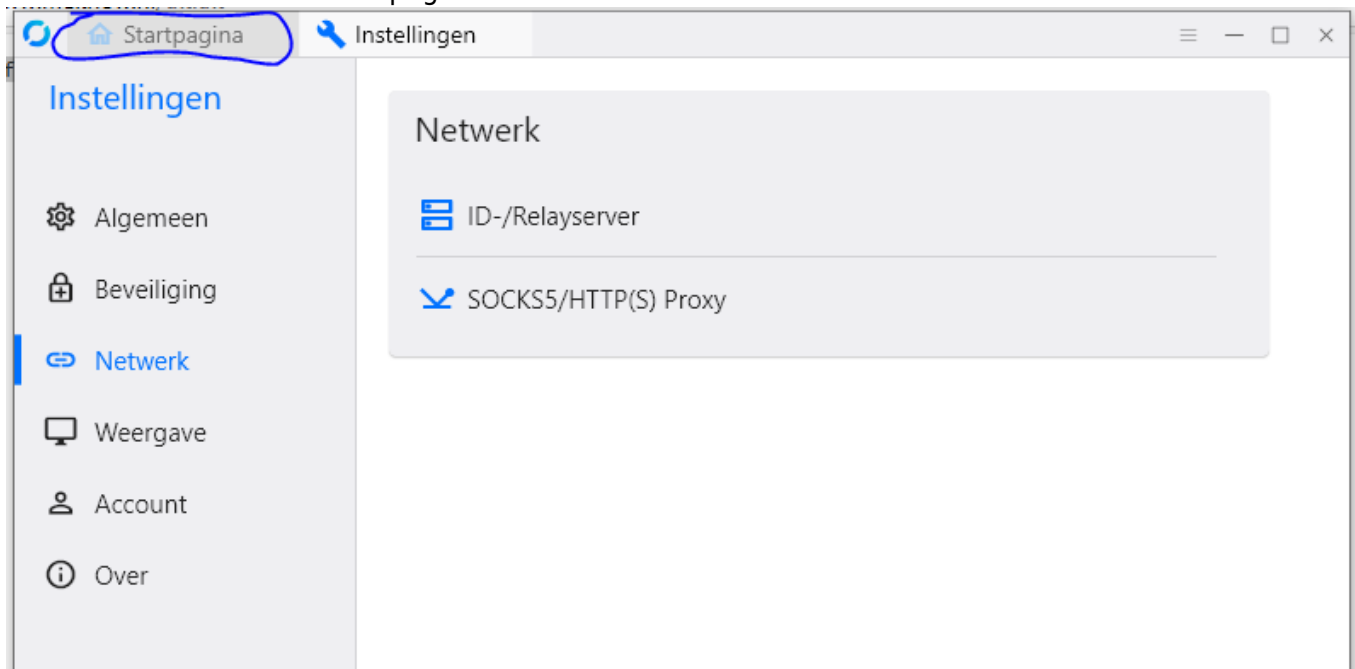 Startpagina Instellingen
Instellingen
Netwerk
ID-/Relayserver
SOCKS5/HTTP(S) Proxy
Algemeen
Beveiliging
Netwerk
Weergave
Account
Over